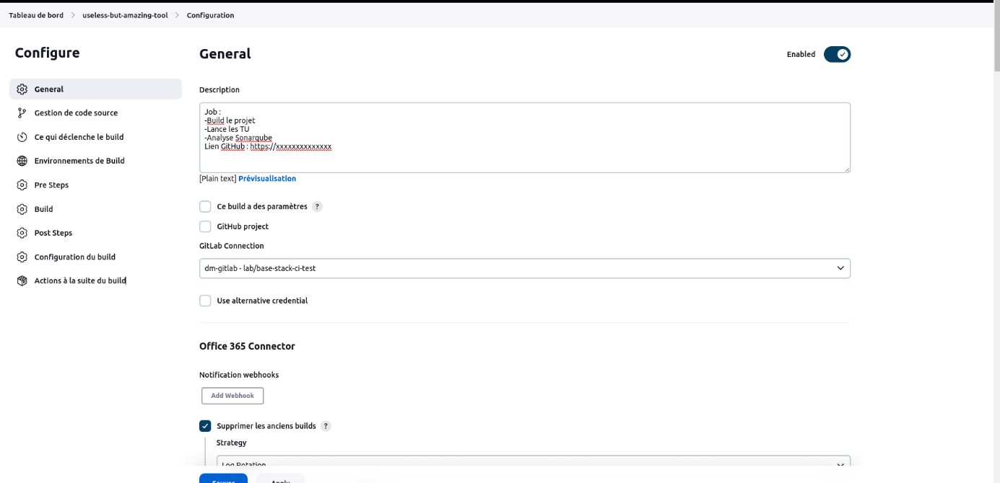 Tableau de bord > useless-but-amazing-tool > Configuration
Configure
General
Gestion de code source
Ce qui déclenche le build
Environnements de Build
Pre Steps
Build
Post Steps
Configuration du build
Actions à la suite du build
General
Enabled
Description
Job :
-Build le projet
-Lance les TU
-Analyse Sonarqube
Lien GitHub : https://xxxxxxxxxxxxxx
[Plain text] Prévisualisation
Ce build a des paramètres ?
GitHub project
GitLab Connection
dm-gitlab - lab/base-stack-ci-test
Use alternative credential
Office 365 Connector
Notification webhooks
Add Webhook
Supprimer les anciens builds ?
Strategy
Log Rotation
Sauver
Apply